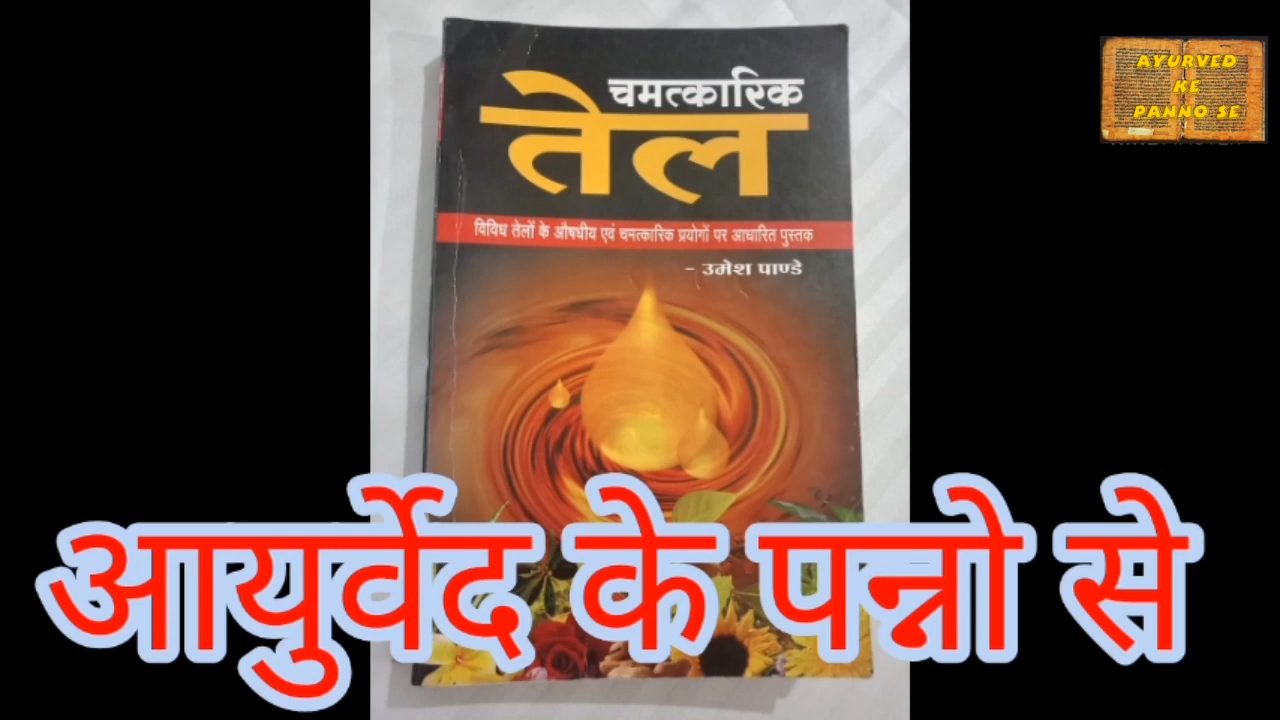 चमत्कारिक
तेल
विविध तेलों के औषधीय एवं चमत्कारिक प्रयोगों पर आधारित पुस्तक
- उमेश पाण्डे
AYURVED
KE
PANNO SE
आयुर्वेद के पन्नो से